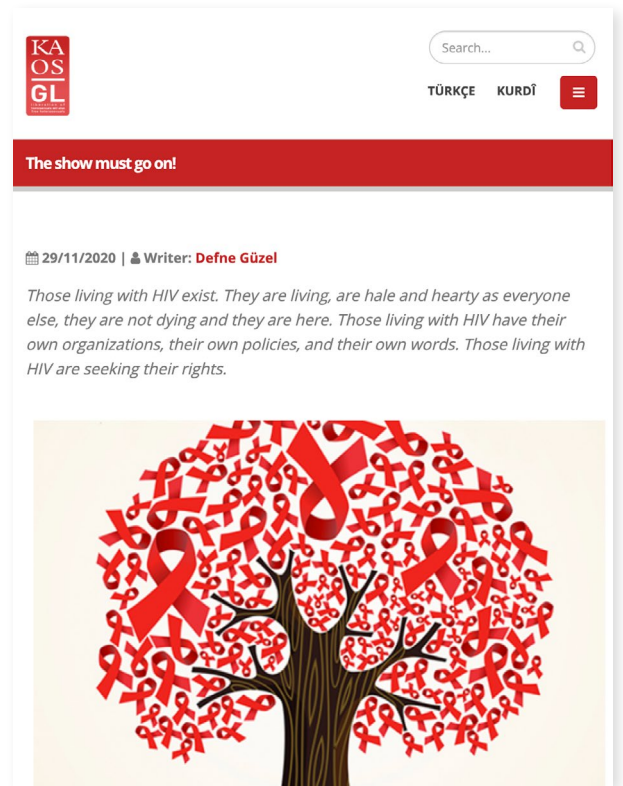 KA
OS
GL
Search...
TÜRKÇE KURDÎ
The show must go on!
29/11/2020 | Writer: Defne Güzel
Those living with HIV exist. They are living, are hale and hearty as everyone
else, they are not dying and they are here. Those living with HIV have their
own organizations, their own policies, and their own words. Those living with
HIV are seeking their rights.